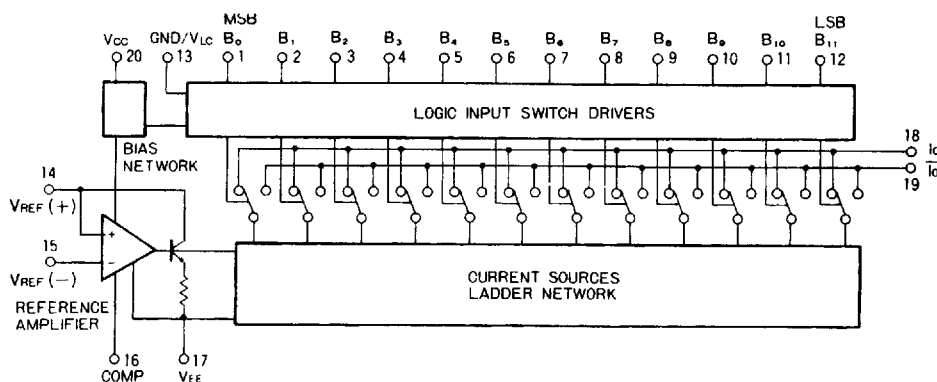 MSB LSB
VCC GND/VLC B0 B1 B2 B3 B4 B5 B6 B7 B8 B9 B10 B11
20 13 1 2 3 4 5 6 7 8 9 10 11 12
LOGIC INPUT SWITCH DRIVERS
BIAS
NETWORK
18 Io
19 Io
14
VREF (+)
+
15
VREF (—)
−
CURRENT SOURCES
LADDER NETWORK
REFERENCE
AMPLIFIER
16 17
COMP VEE